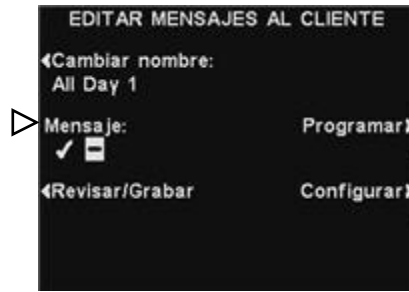 EDITAR MENSAJES AL CLIENTE
Cambiar nombre:
All Day 1
Mensaje: Programar
Revisar/Grabar Configurar